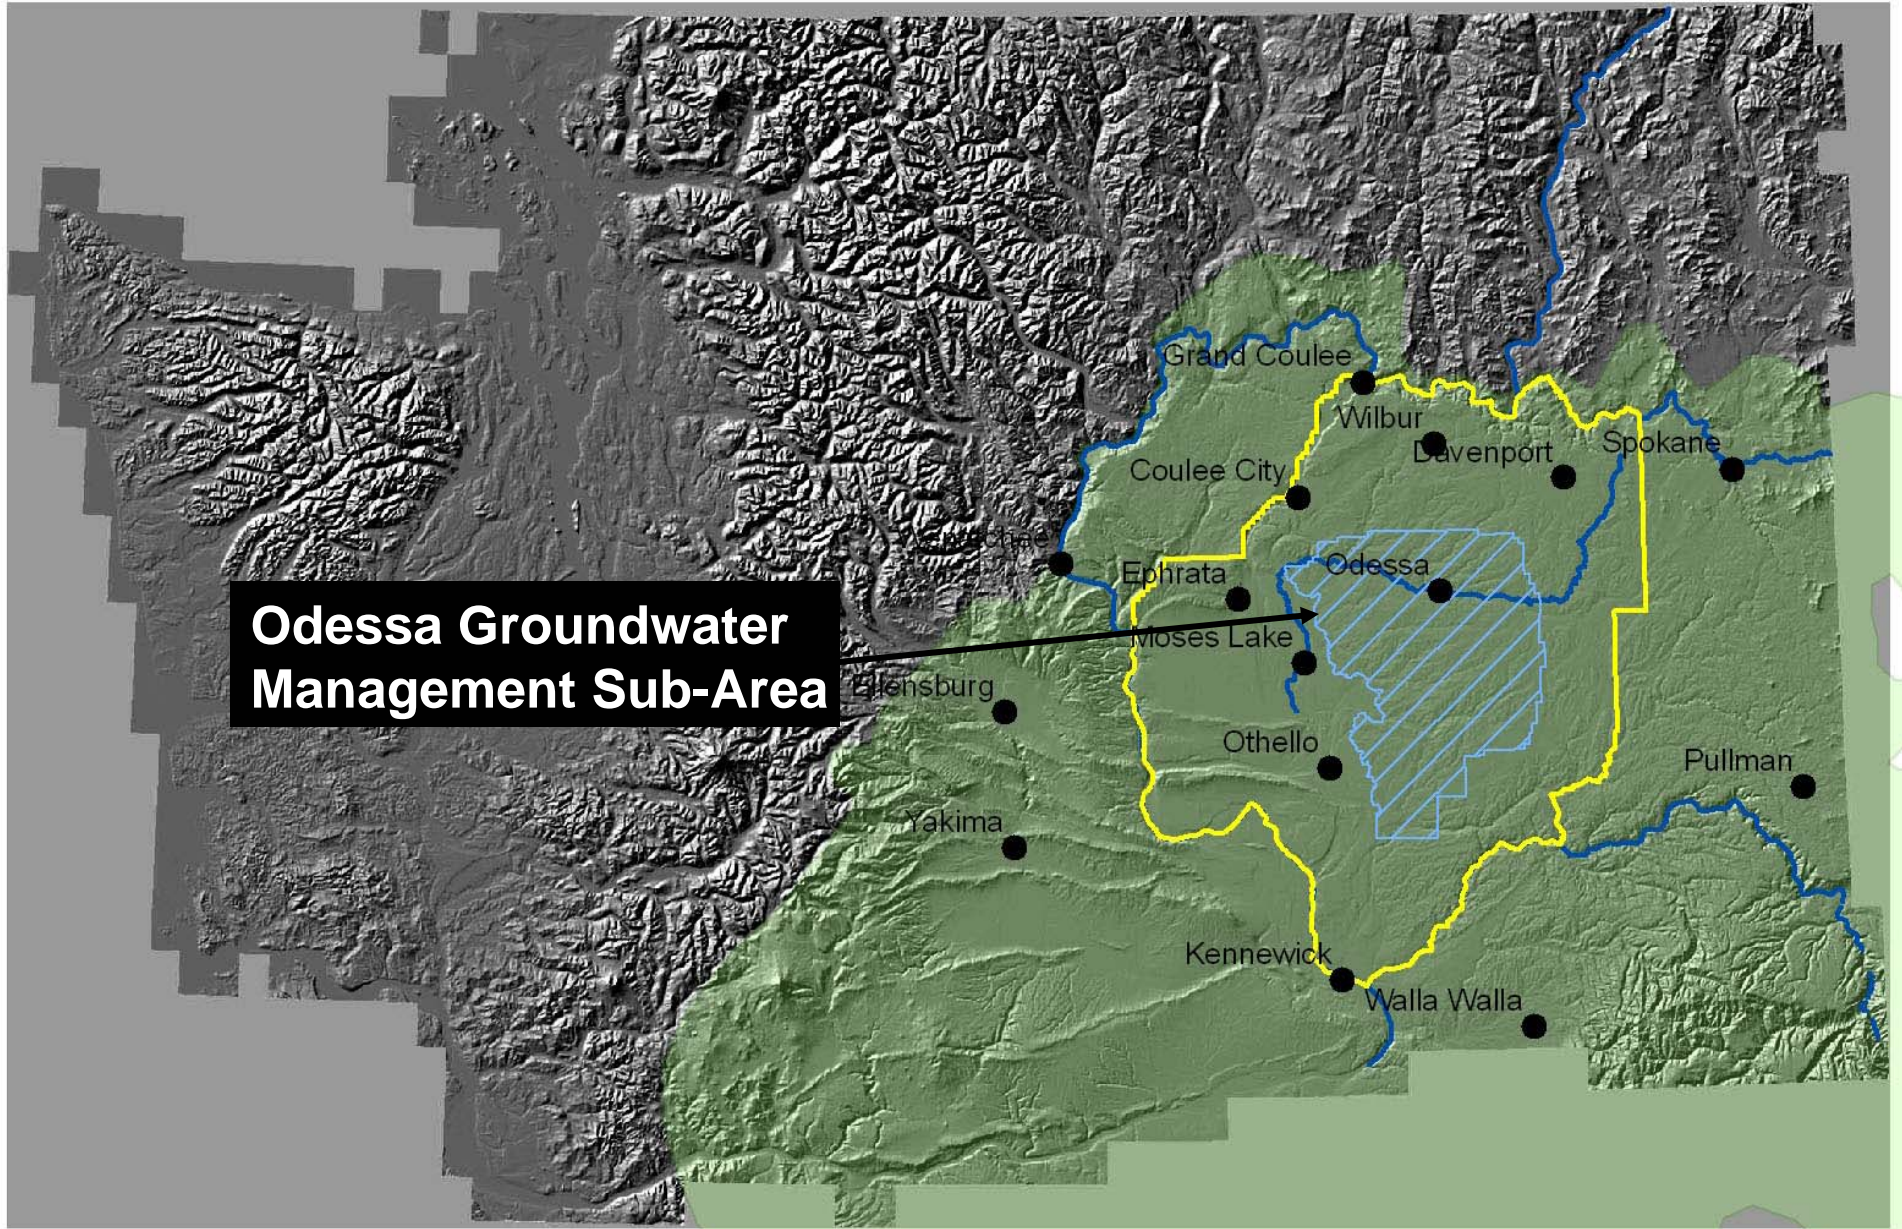 Grand Coulee
Wilbur
Davenport
Spokane
Coulee City
Wenatchee
Ephrata
Odessa
Odessa Groundwater
Management Sub-Area
Moses Lake
Ellensburg
Othello
Pullman
Yakima
Kennewick
Walla Walla